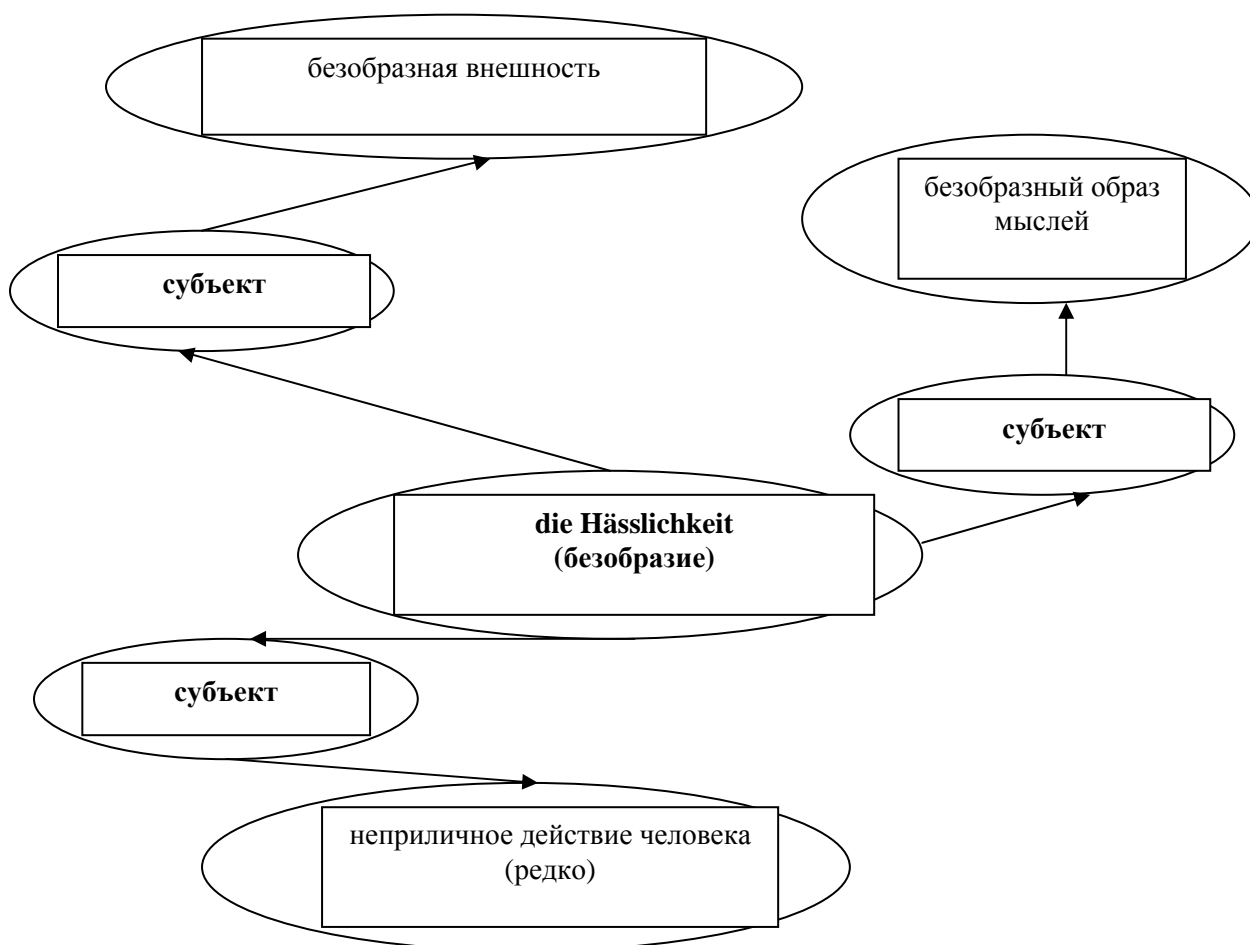 безобразная внешность
безобразный образ
мыслей
субъект
субъект
die Hässlichkeit
(безобразие)
субъект
неприличное действие человека
(редко)